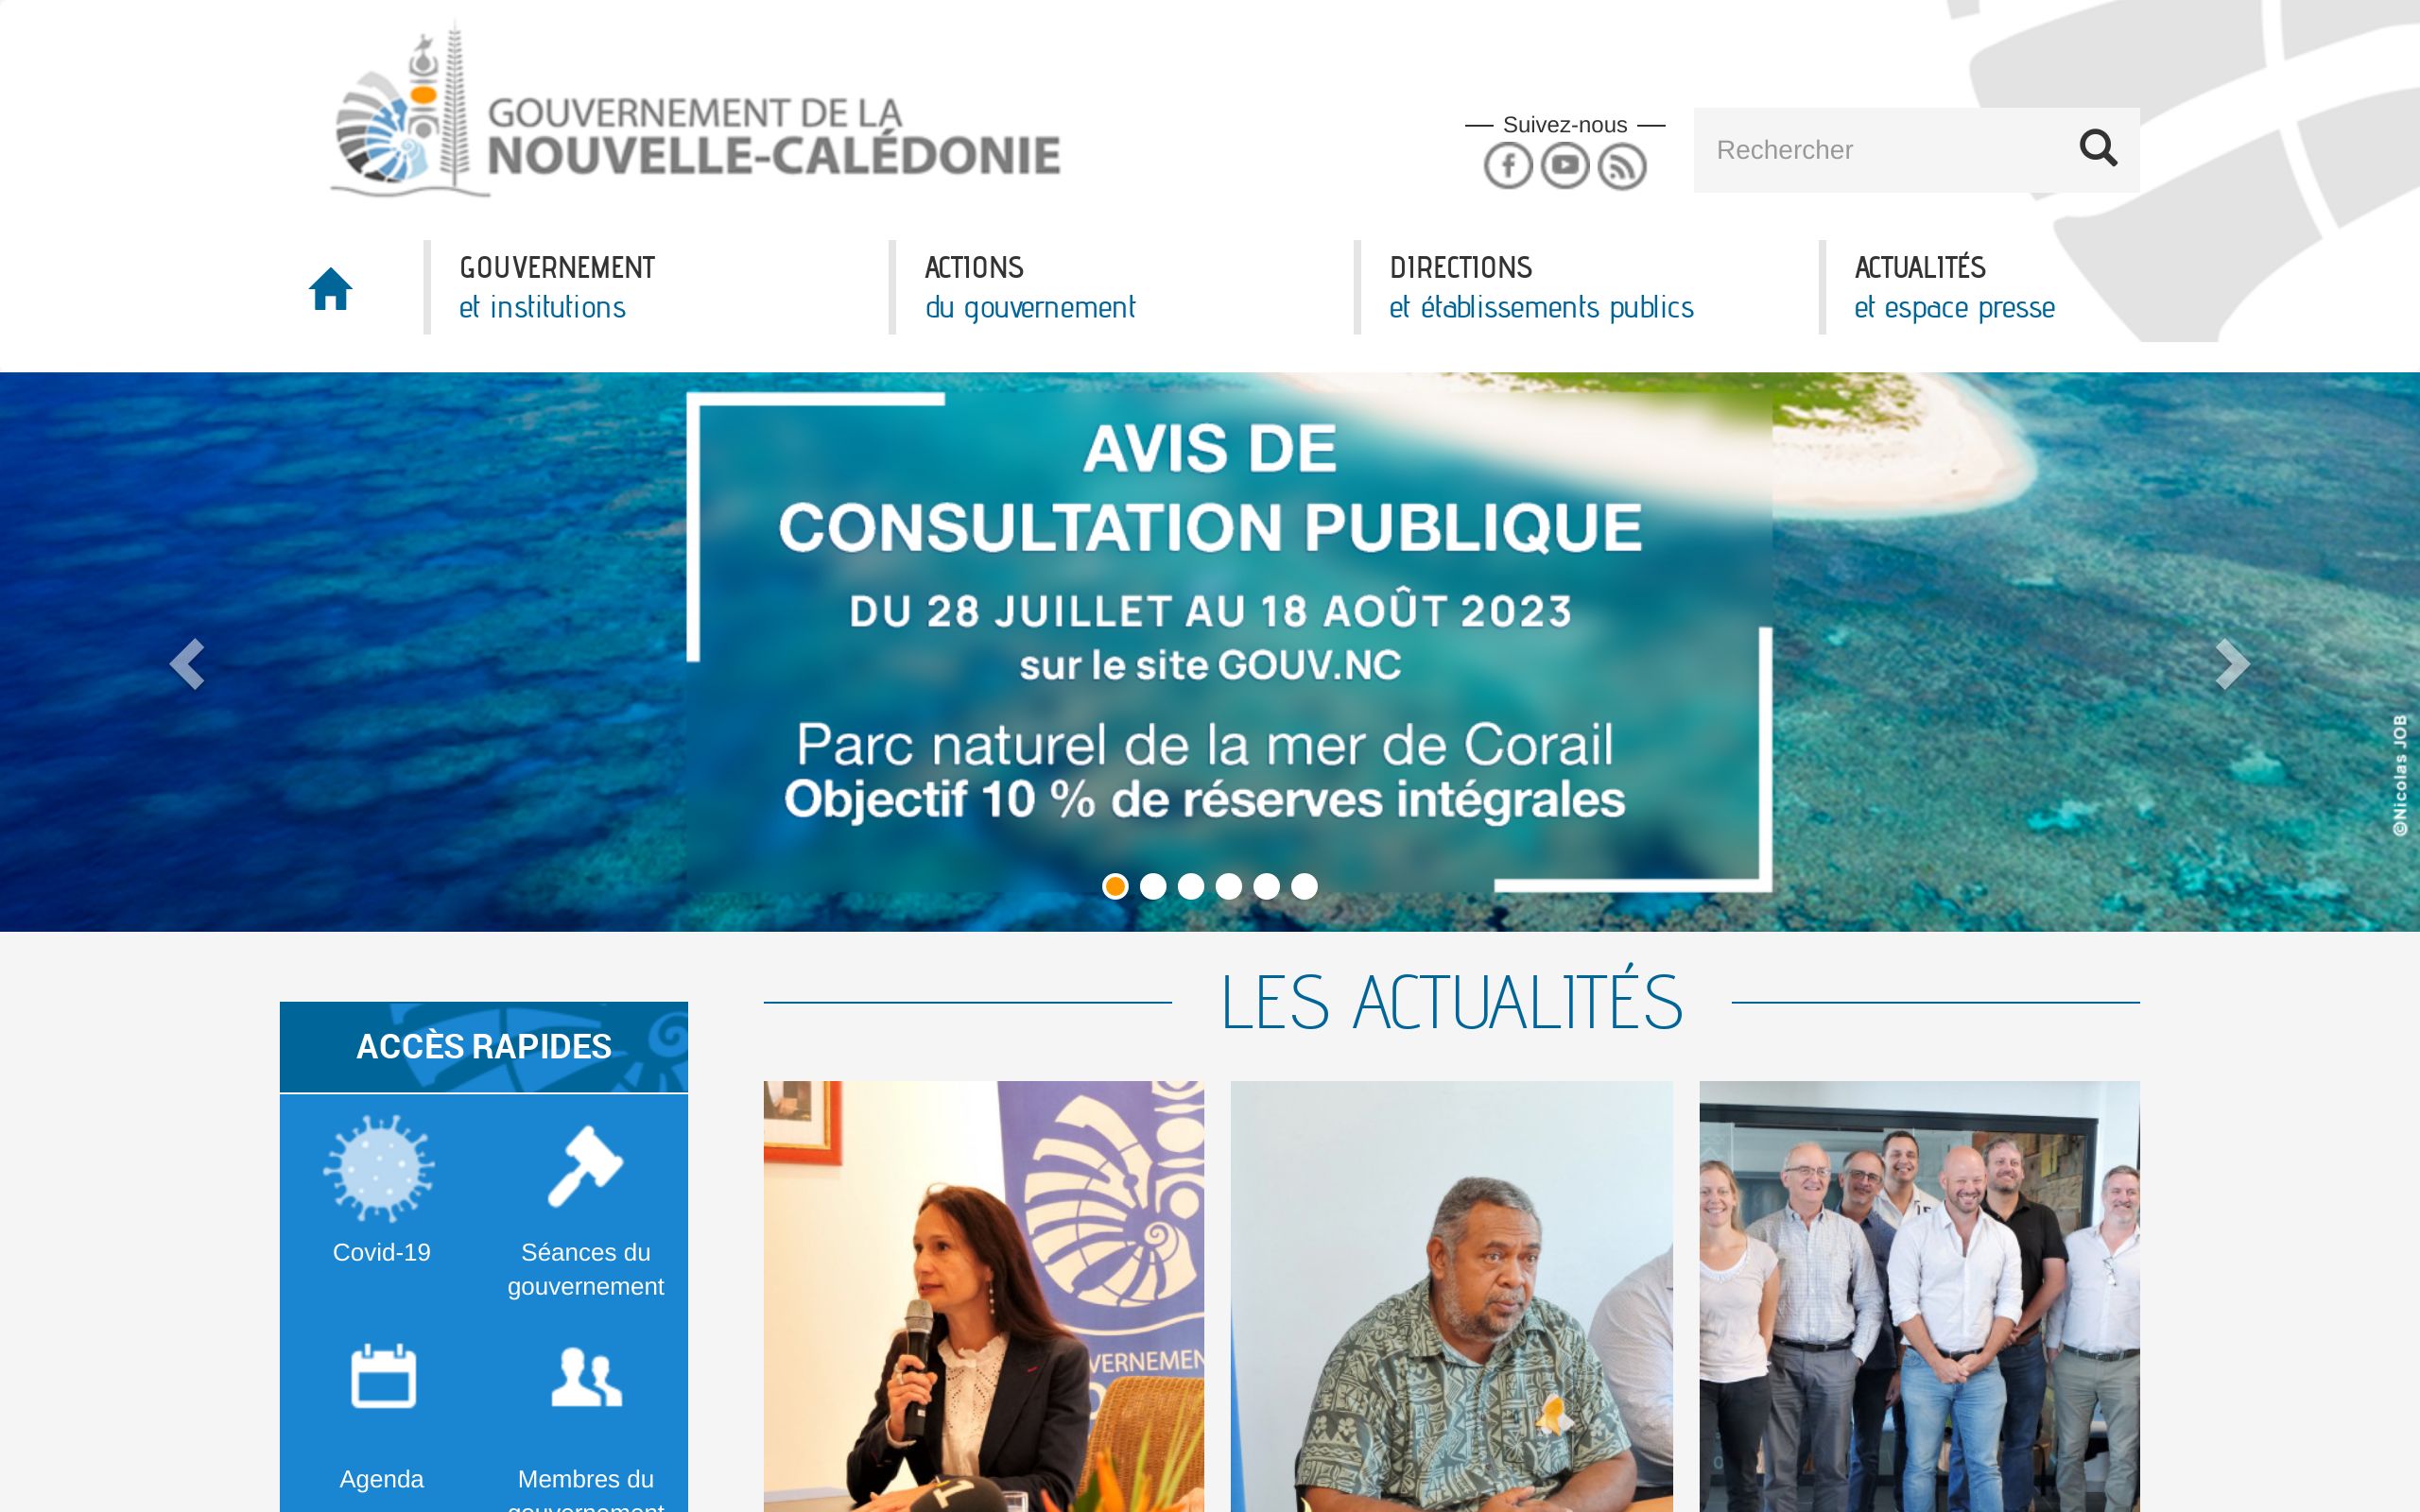 GOUVERNEMENT DE LA
NOUVELLE-CALÉDONIE
Suivez-nous
Rechercher
GOUVERNEMENT
et institutions
ACTIONS
du gouvernement
DIRECTIONS
et établissements publics
ACTUALITÉS
et espace presse
AVIS DE
CONSULTATION PUBLIQUE
DU 28 JUILLET AU 18 AOÛT 2023
sur le site GOUV.NC
Parc naturel de la mer de Corail
Objectif 10 % de réserves intégrales
©Nicolas JOB
LES ACTUALITÉS
ACCÈS RAPIDES
Covid-19
Séances du
gouvernement
Agenda
Membres du
gouvernement
VERNEMEN